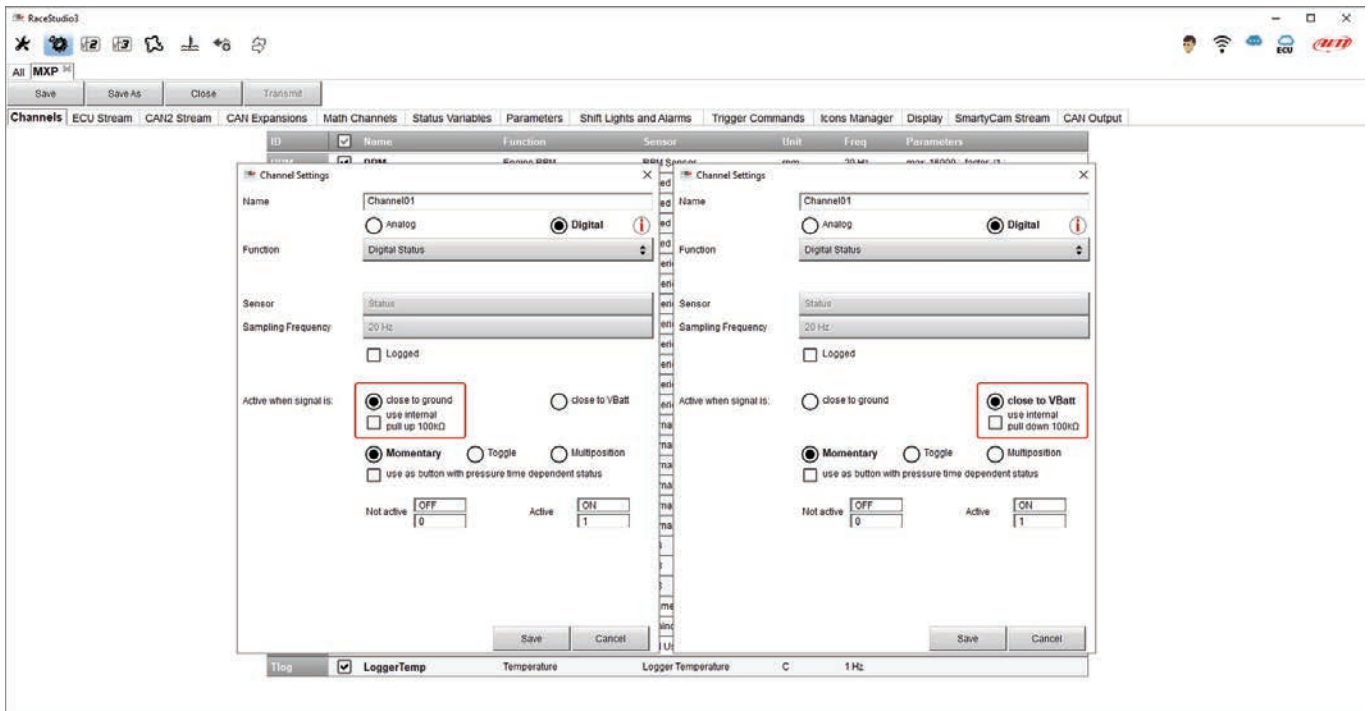 RaceStudio3
ECU
AiM
All MXP
Save Save As Close Transmit
Channels ECU Stream CAN2 Stream CAN Expansions Math Channels Status Variables Parameters Shift Lights and Alarms Trigger Commands Icons Manager Display SmartyCam Stream CAN Output
ID Name Function Sensor Unit Freq Parameters
RPM Engine RPM RPM Sensor rpm 20 Hz
Channel Settings
Name Channel01
Analog Digital
Function Digital Status
Sensor Status
Sampling Frequency 20 Hz
Logged
Active when signal is: close to ground close to VBatt
use internal
pull up 100kΩ
Momentary Toggle Multiposition
use as button with pressure time dependent status
Not active OFF Active ON
0 1
Save Cancel
Channel Settings
Name Channel01
Analog Digital
Function Digital Status
Sensor Status
Sampling Frequency 20 Hz
Logged
Active when signal is: close to ground close to VBatt
use internal
pull down 100kΩ
Momentary Toggle Multiposition
use as button with pressure time dependent status
Not active OFF Active ON
0 1
Save Cancel
Tlog LoggerTemp Temperature Logger Temperature C 1 Hz